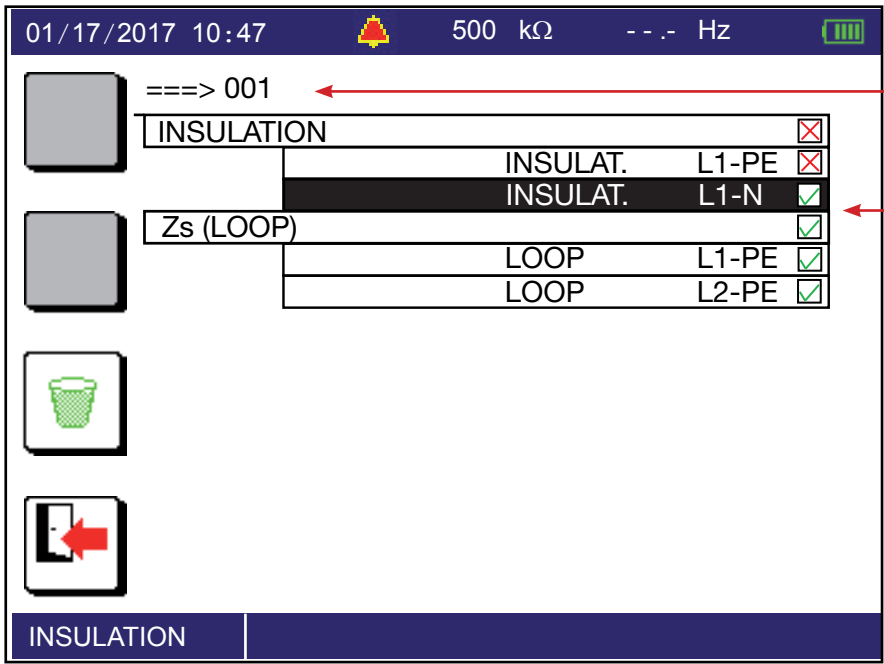 01/17/2017 10:47 500 kΩ - - .- Hz
===> 001
INSULATION
INSULAT. L1-PE
INSULAT. L1-N
Zs (LOOP)
LOOP L1-PE
LOOP L2-PE
INSULATION